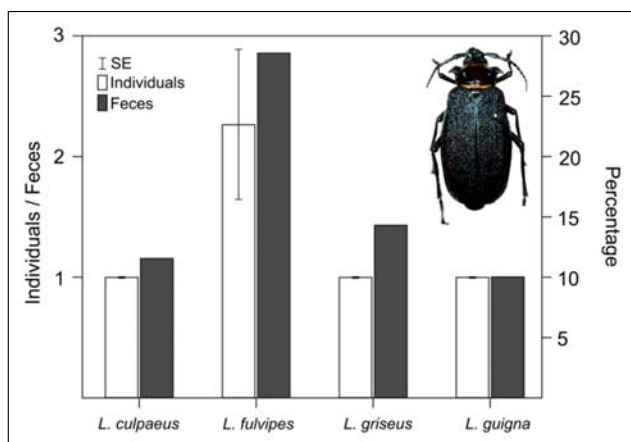 3
2
1
Individuals / Feces
SE
Individuals
Feces
30
25
20
15
10
5
Percentage
L. culpaeus
L. fulvipes
L. griseus
L. guigna